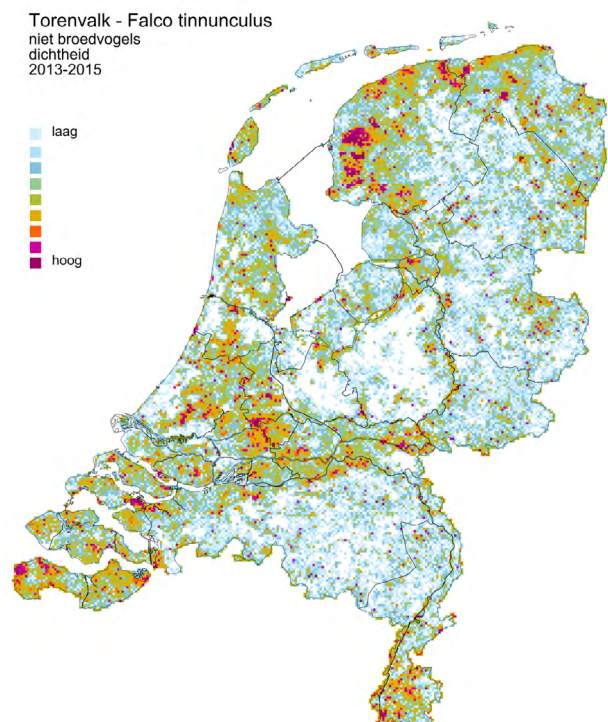 Torenvalk - Falco tinnunculus
niet broedvogels
dichtheid
2013-2015
laag
hoog